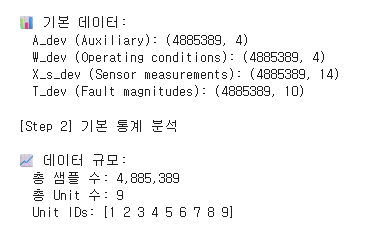 📊 기본 데이터:
A_dev (Auxiliary): (4885389, 4)
W_dev (Operating conditions): (4885389, 4)
X_s_dev (Sensor measurements): (4885389, 14)
T_dev (Fault magnitudes): (4885389, 10)
[Step 2] 기본 통계 분석
📈 데이터 규모:
총 샘플 수: 4,885,389
총 Unit 수: 9
Unit IDs: [1 2 3 4 5 6 7 8 9]